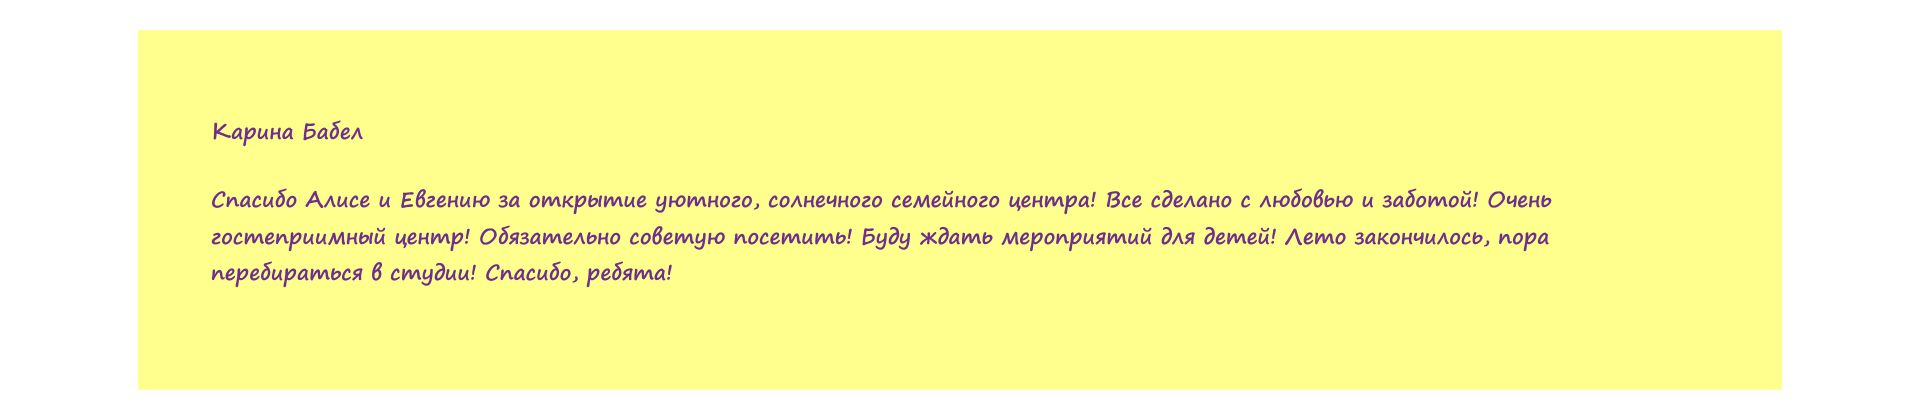 Карина Бабел
Спасибо Алисе и Евгению за открытие уютного, солнечного семейного центра! Все сделано с любовью и заботой! Очень
гостеприимный центр! Обязательно советую посетить! Буду ждать мероприятий для детей! Лето закончилось, пора
перебираться в студии! Спасибо, ребята!